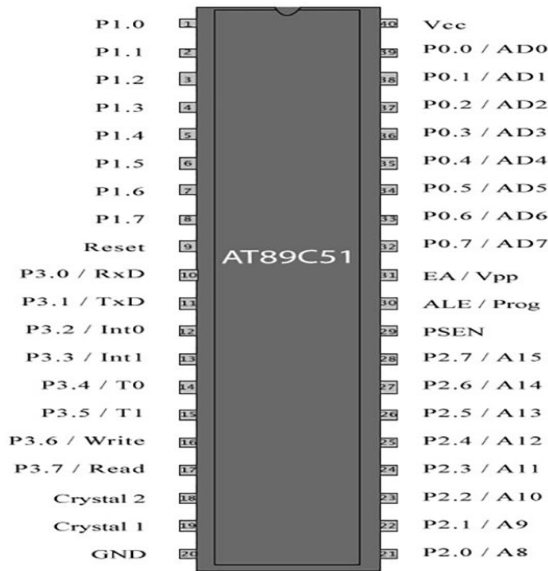 P1.0 1 40 Vcc
P1.1 2 39 P0.0 / AD0
P1.2 3 38 P0.1 / AD1
P1.3 4 37 P0.2 / AD2
P1.4 5 36 P0.3 / AD3
P1.5 6 35 P0.4 / AD4
P1.6 7 34 P0.5 / AD5
P1.7 8 33 P0.6 / AD6
Reset 9 32 P0.7 / AD7
AT89C51
P3.0 / RxD 10 31 EA / Vpp
P3.1 / TxD 11 30 ALE / Prog
P3.2 / Int0 12 29 PSEN
P3.3 / Int1 13 28 P2.7 / A15
P3.4 / T0 14 27 P2.6 / A14
P3.5 / T1 15 26 P2.5 / A13
P3.6 / Write 16 25 P2.4 / A12
P3.7 / Read 17 24 P2.3 / A11
Crystal 2 18 23 P2.2 / A10
Crystal 1 19 22 P2.1 / A9
GND 20 21 P2.0 / A8